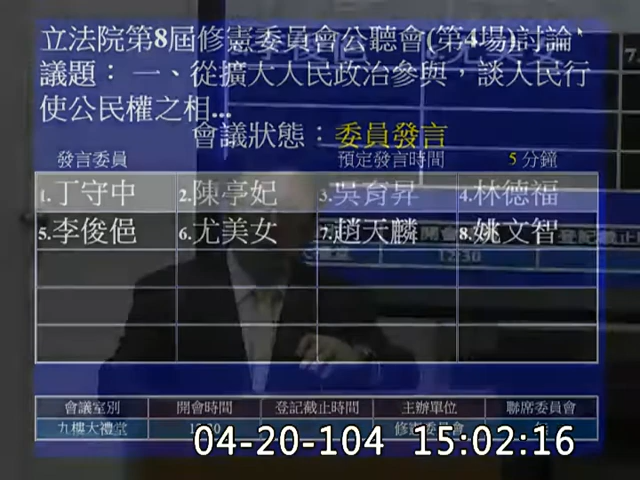 立法院第8屆修憲委員會公聽會(第4場)討論、
議題： 一、從擴大人民政治參與，談人民行
使公民權之相...
會議狀態：委員發言
發言委員 預定發言時間 5 分鐘
1.丁守中 2.陳亭妃 3.吳育昇 4.林德福
5.李俊俋 6.尤美女 7.趙天麟 8.姚文智
會議室別 開會時間 登記截止時間 主辦單位 聯席委員會
九樓大禮堂 修憲委員會 無
04-20-104 15:02:16